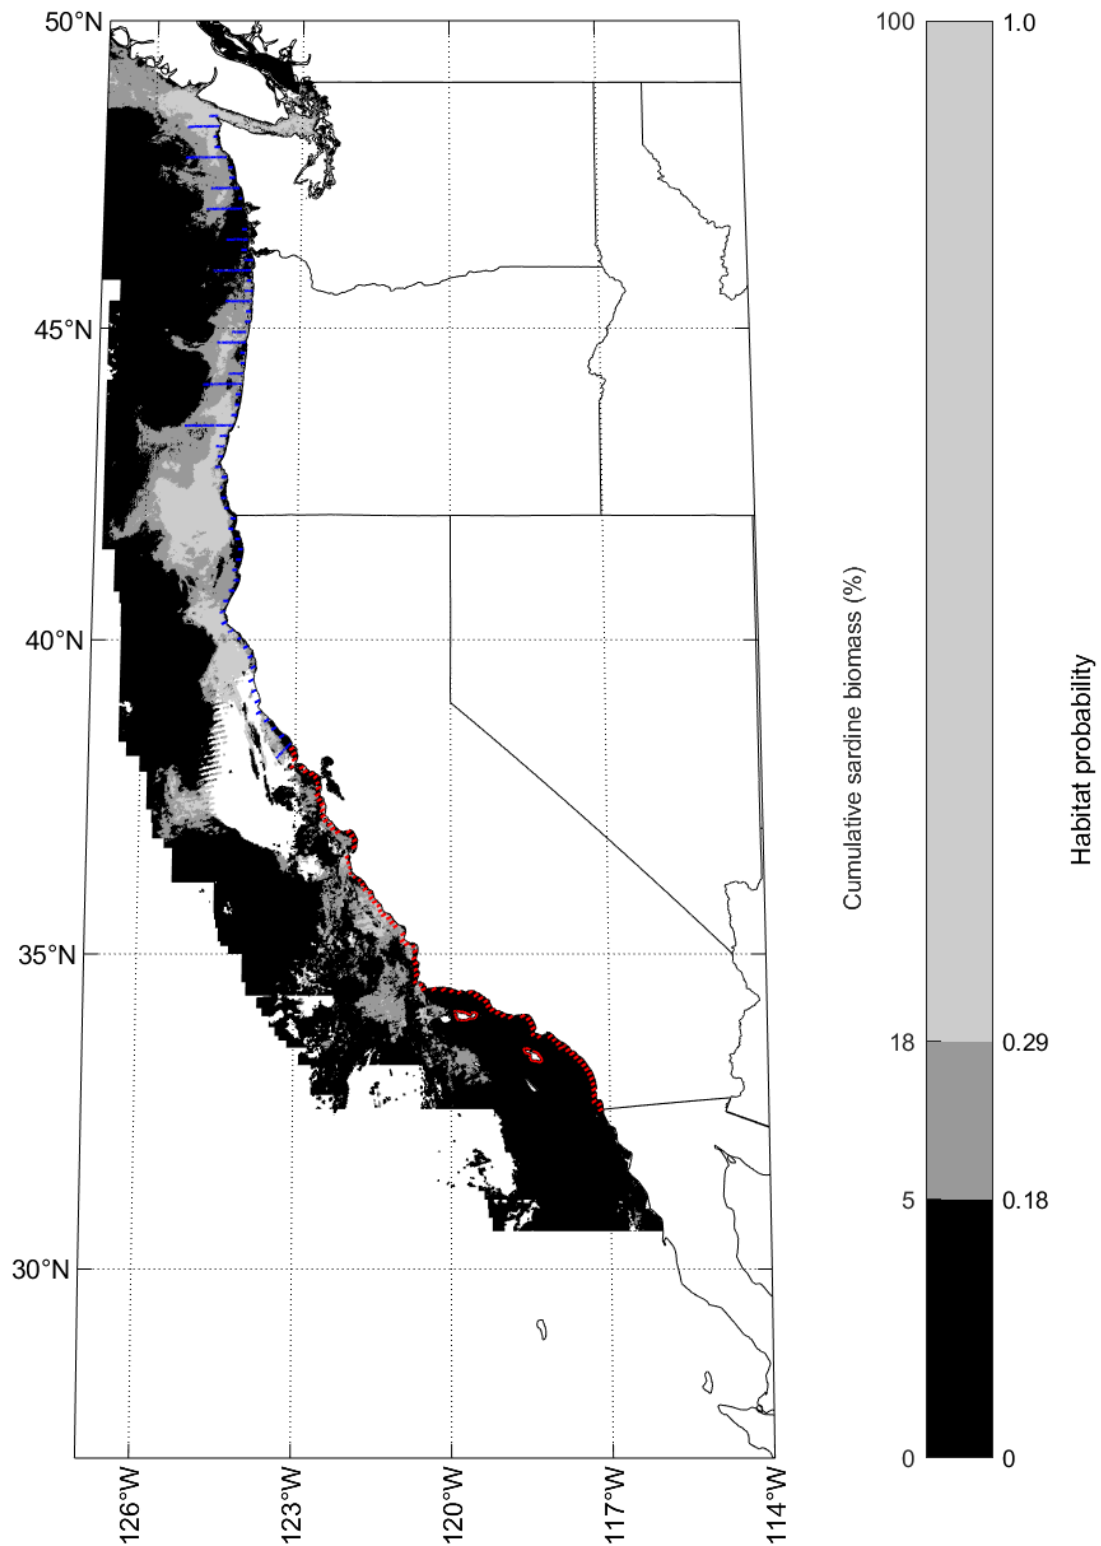 50°N
45°N
40°N
35°N
30°N
126°W
123°W
120°W
117°W
114°W
Cumulative sardine biomass (%)
100
18
5
0
1.0
0.29
0.18
0
Habitat probability